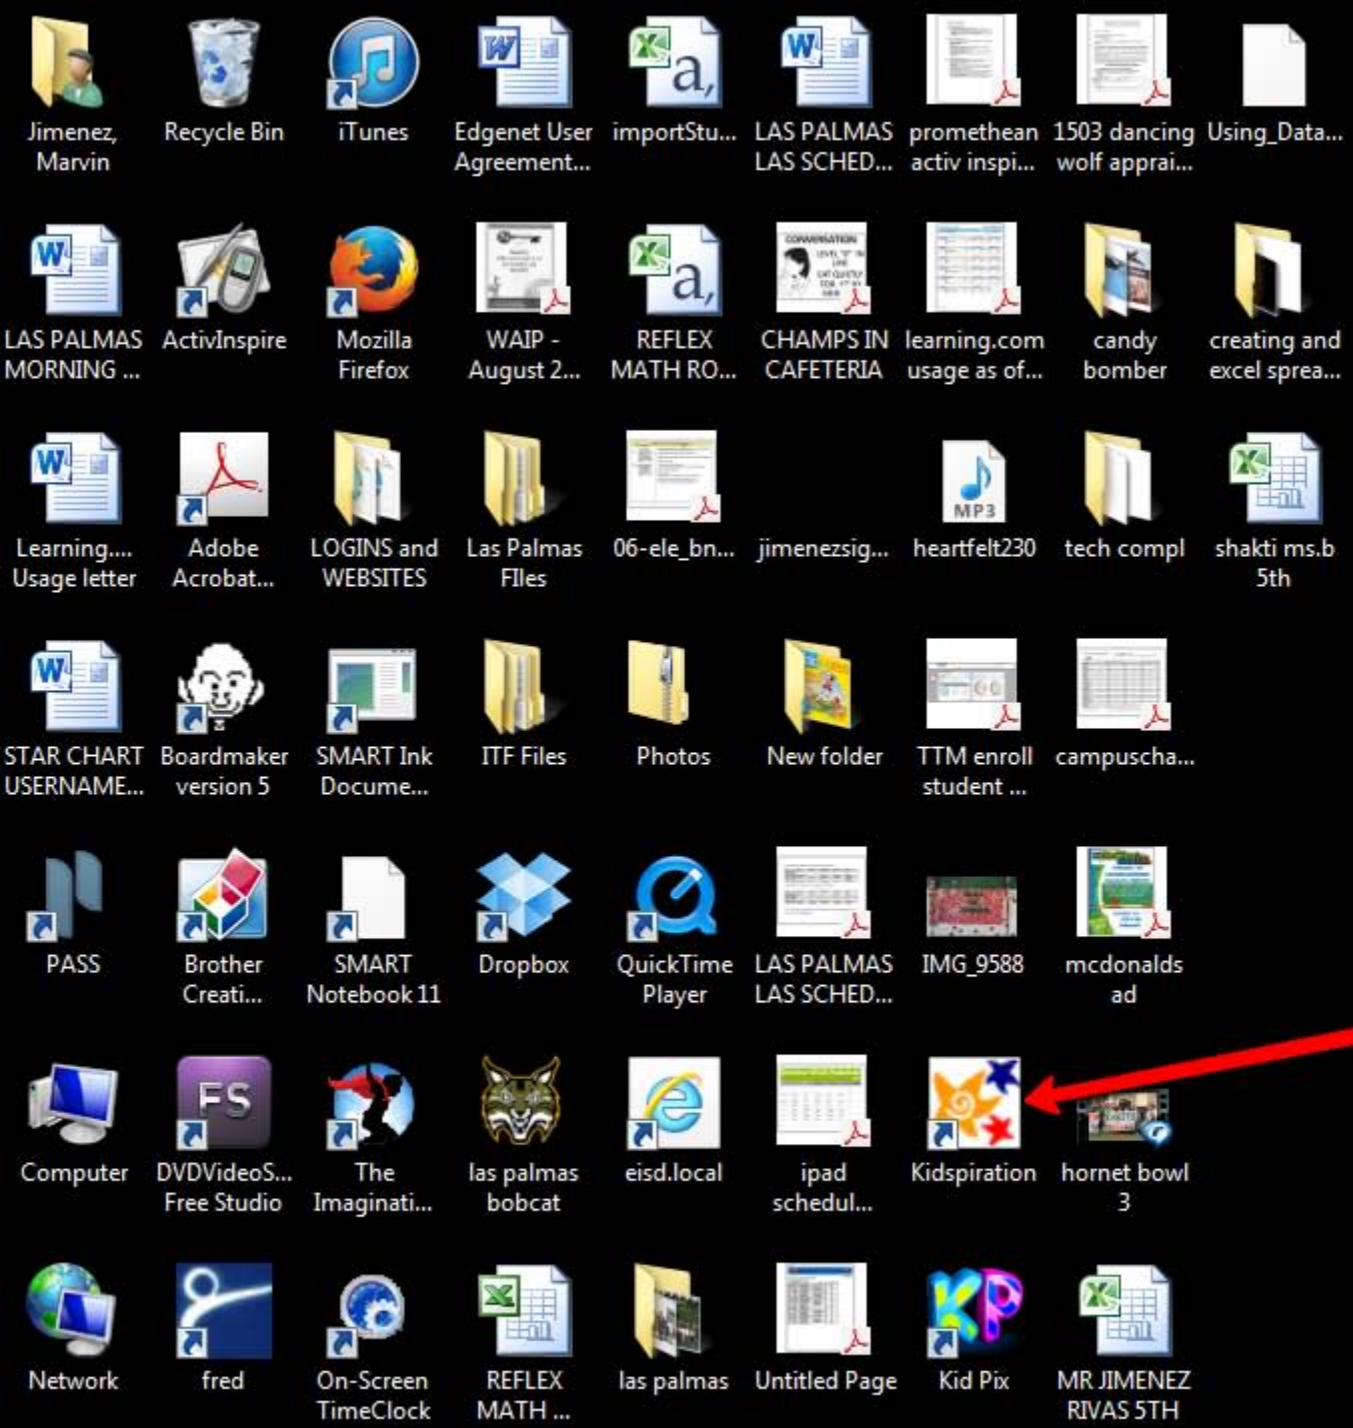 Jimenez,
Marvin
Recycle Bin
iTunes
Edgenet User
Agreement...
importStu...
LAS PALMAS
LAS SCHED...
promethean
activ inspi...
1503 dancing
wolf apprai...
Using_Data...
LAS PALMAS
MORNING ...
ActivInspire
Mozilla
Firefox
WAIP -
August 2...
REFLEX
MATH RO...
CONVERSATION
CHAMPS IN
CAFETERIA
learning.com
usage as of...
candy
bomber
creating and
excel sprea...
Learning....
Usage letter
Adobe
Acrobat...
LOGINS and
WEBSITES
Las Palmas
FIles
06-ele_bn...
jimenezsig...
MP3
heartfelt230
tech compl
shakti ms.b
5th
STAR CHART
USERNAME...
Boardmaker
version 5
SMART Ink
Docume...
ITF Files
Photos
New folder
TTM enroll
student ...
campuscha...
PASS
Brother
Creati...
SMART
Notebook 11
Dropbox
QuickTime
Player
LAS PALMAS
LAS SCHED...
IMG_9588
mcdonalds
ad
Computer
FS
DVDVideoS...
Free Studio
The
Imaginati...
las palmas
bobcat
eisd.local
ipad
schedul...
Kidspiration
hornet bowl
3
Network
fred
On-Screen
TimeClock
REFLEX
MATH ...
las palmas
Untitled Page
KP
Kid Pix
MR JIMENEZ
RIVAS 5TH